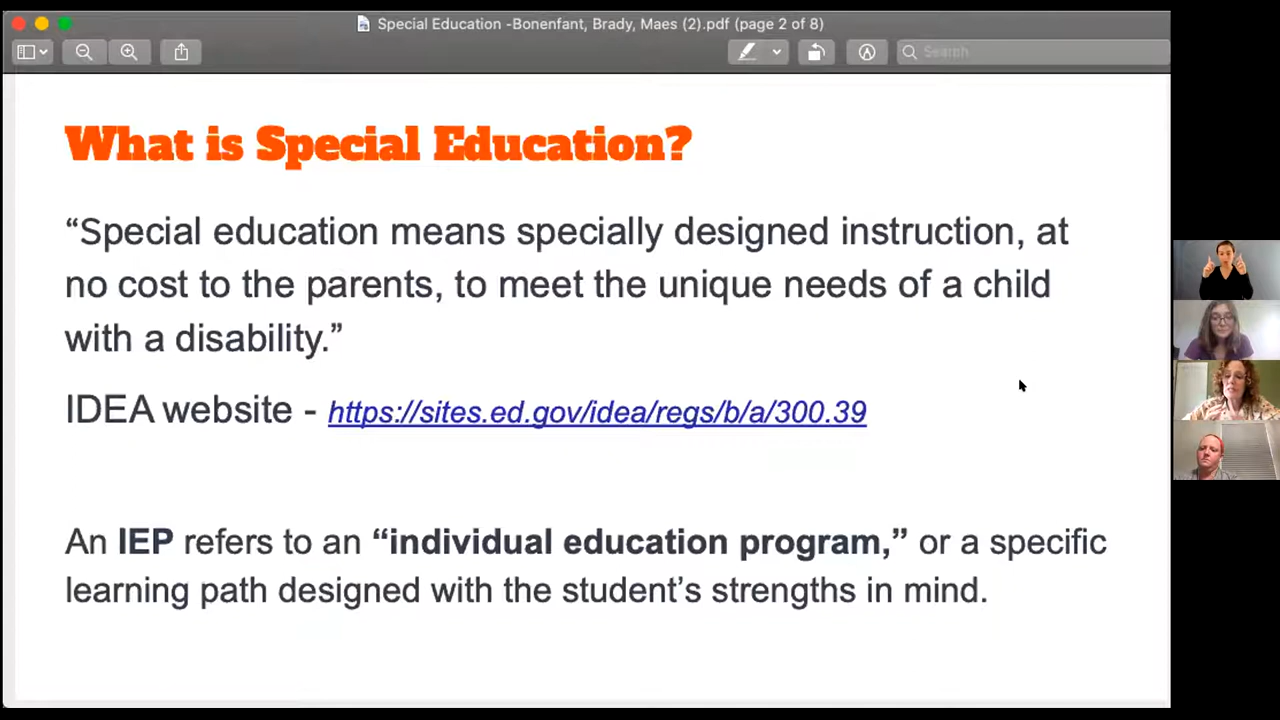 Special Education -Bonenfant, Brady, Maes (2).pdf (page 2 of 8)
Search
What is Special Education?
“Special education means specially designed instruction, at
no cost to the parents, to meet the unique needs of a child
with a disability.”
IDEA website - https://sites.ed.gov/idea/regs/b/a/300.39
An IEP refers to an “individual education program,” or a specific
learning path designed with the student’s strengths in mind.